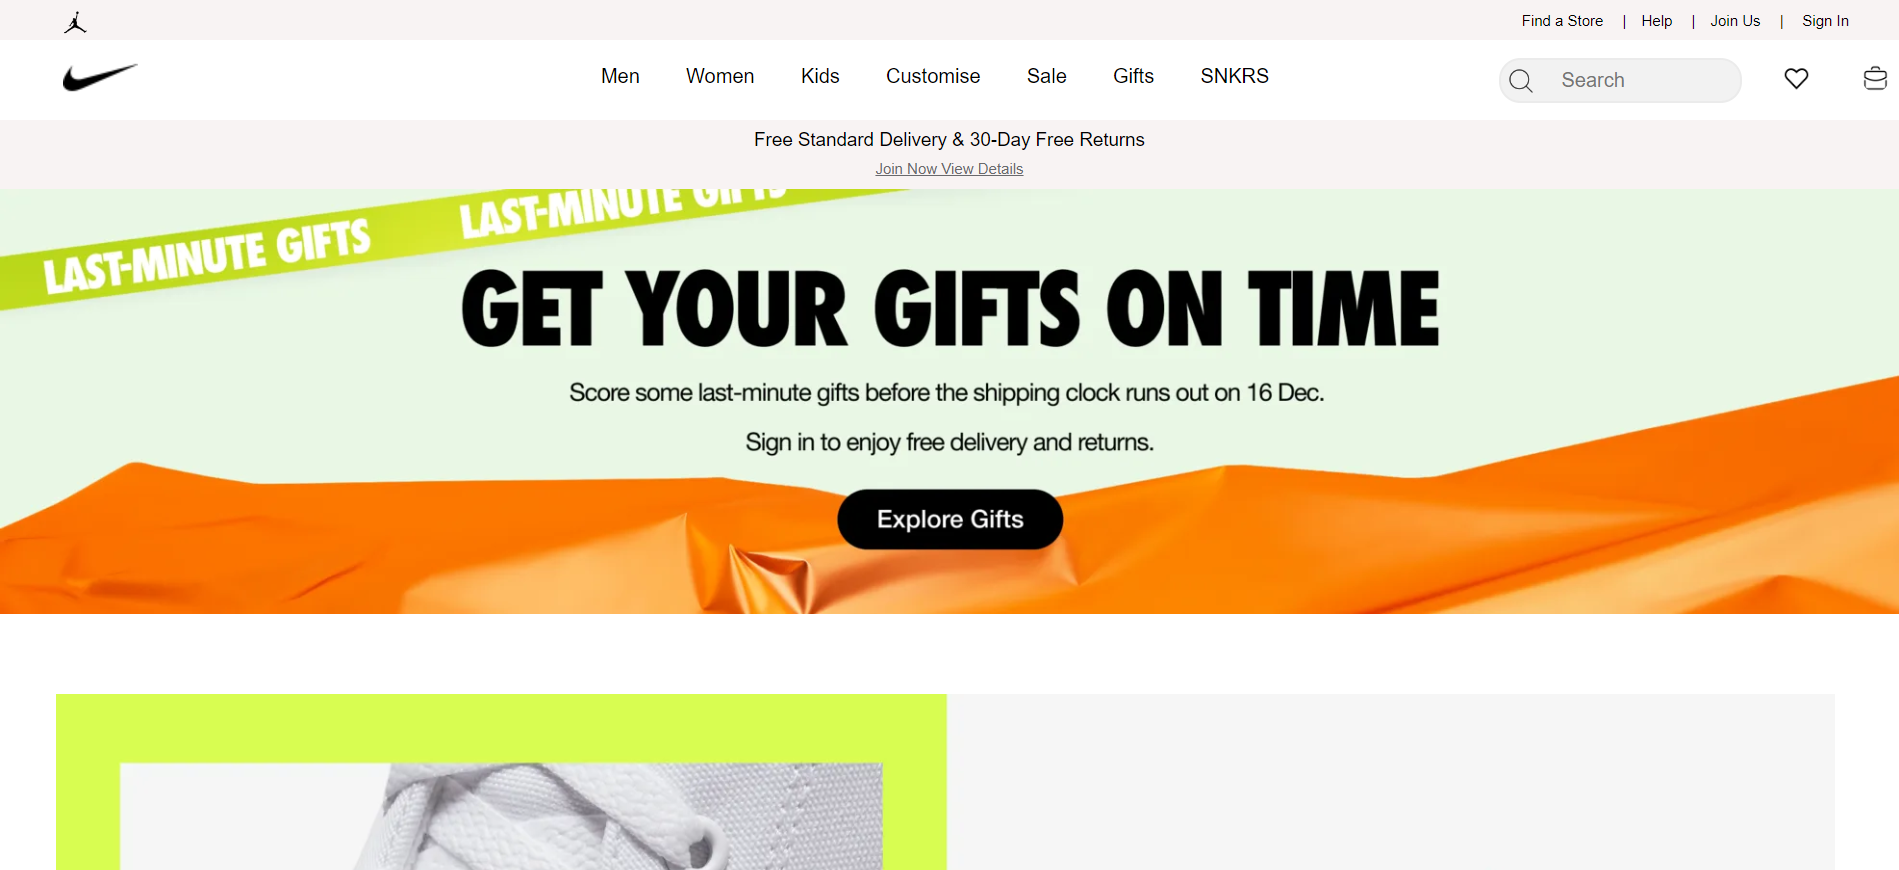 Find a Store | Help | Join Us | Sign In
Men Women Kids Customise Sale Gifts SNKRS
Search
Free Standard Delivery & 30-Day Free Returns
Join Now View Details
LAST-MINUTE GIFTS LAST-MINUTE GIFTS
GET YOUR GIFTS ON TIME
Score some last-minute gifts before the shipping clock runs out on 16 Dec.
Sign in to enjoy free delivery and returns.
Explore Gifts